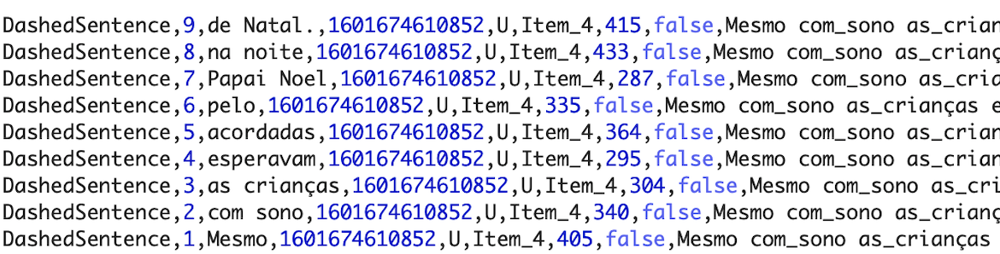 DashedSentence,9,de Natal.,1601674610852,U,Item_4,415,false,Mesmo com_sono as_crian
DashedSentence,8,na noite,1601674610852,U,Item_4,433,false,Mesmo com_sono as_crianç
DashedSentence,7,Papai Noel,1601674610852,U,Item_4,287,false,Mesmo com_sono as_cria
DashedSentence,6,pelo,1601674610852,U,Item_4,335,false,Mesmo com_sono as_crianças e
DashedSentence,5,acordadas,1601674610852,U,Item_4,364,false,Mesmo com_sono as_crian
DashedSentence,4,esperavam,1601674610852,U,Item_4,295,false,Mesmo com_sono as_crian
DashedSentence,3,as crianças,1601674610852,U,Item_4,304,false,Mesmo com_sono as_cri
DashedSentence,2,com sono,1601674610852,U,Item_4,340,false,Mesmo com_sono as_crianç
DashedSentence,1,Mesmo,1601674610852,U,Item_4,405,false,Mesmo com_sono as_crianças